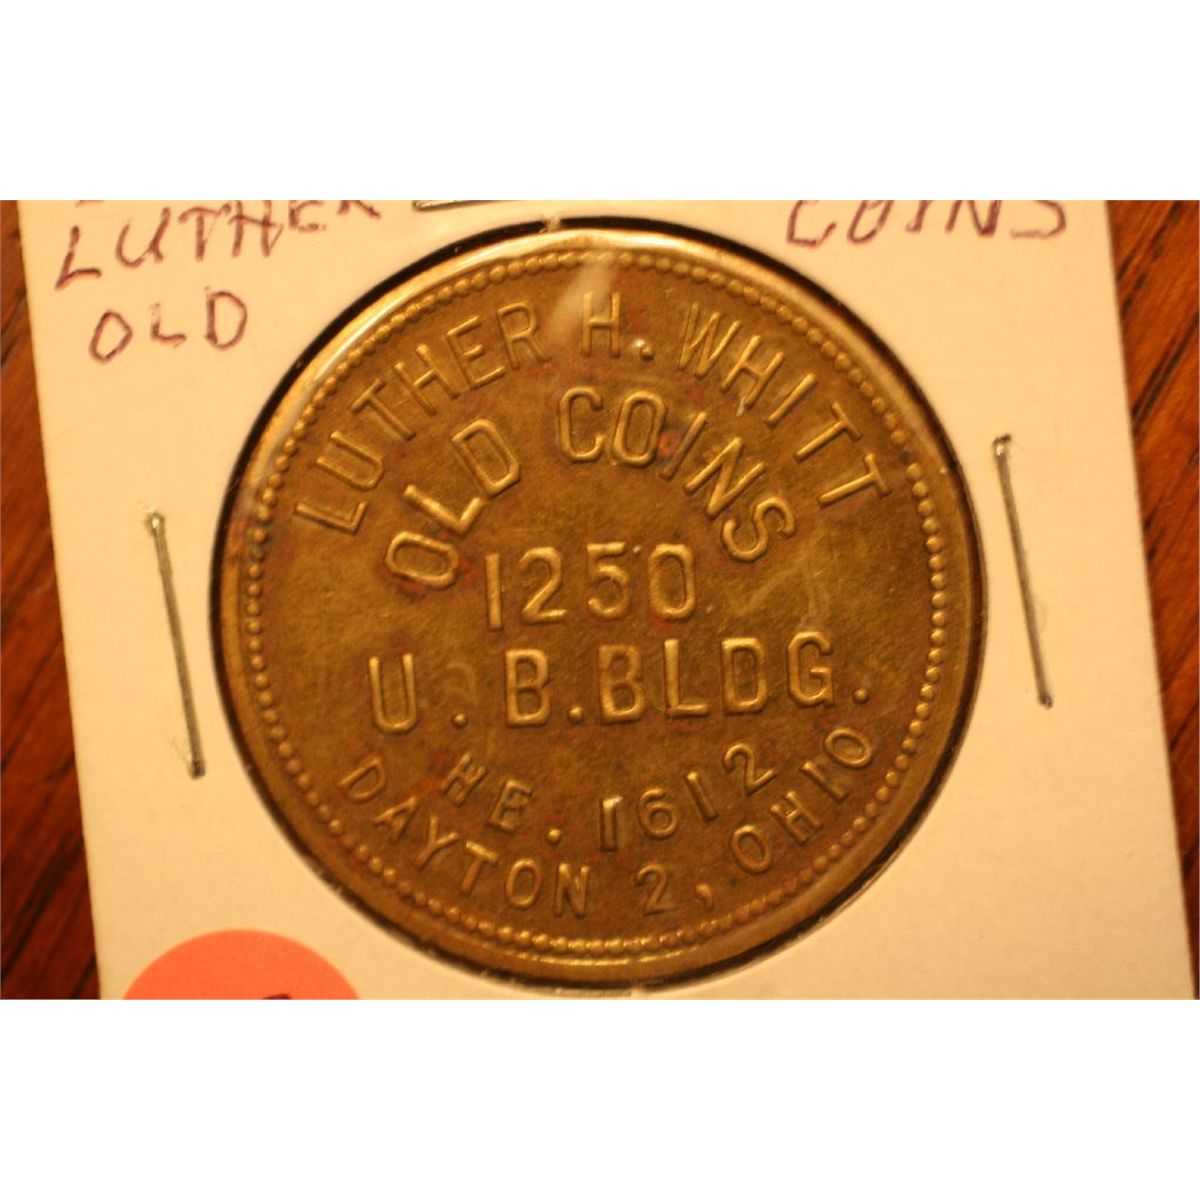 LUTHER
COINS
OLD
LUTHER H. WHITT
OLD COINS
1250
U. B. BLDG.
HE. 1612
DAYTON 2, OHIO